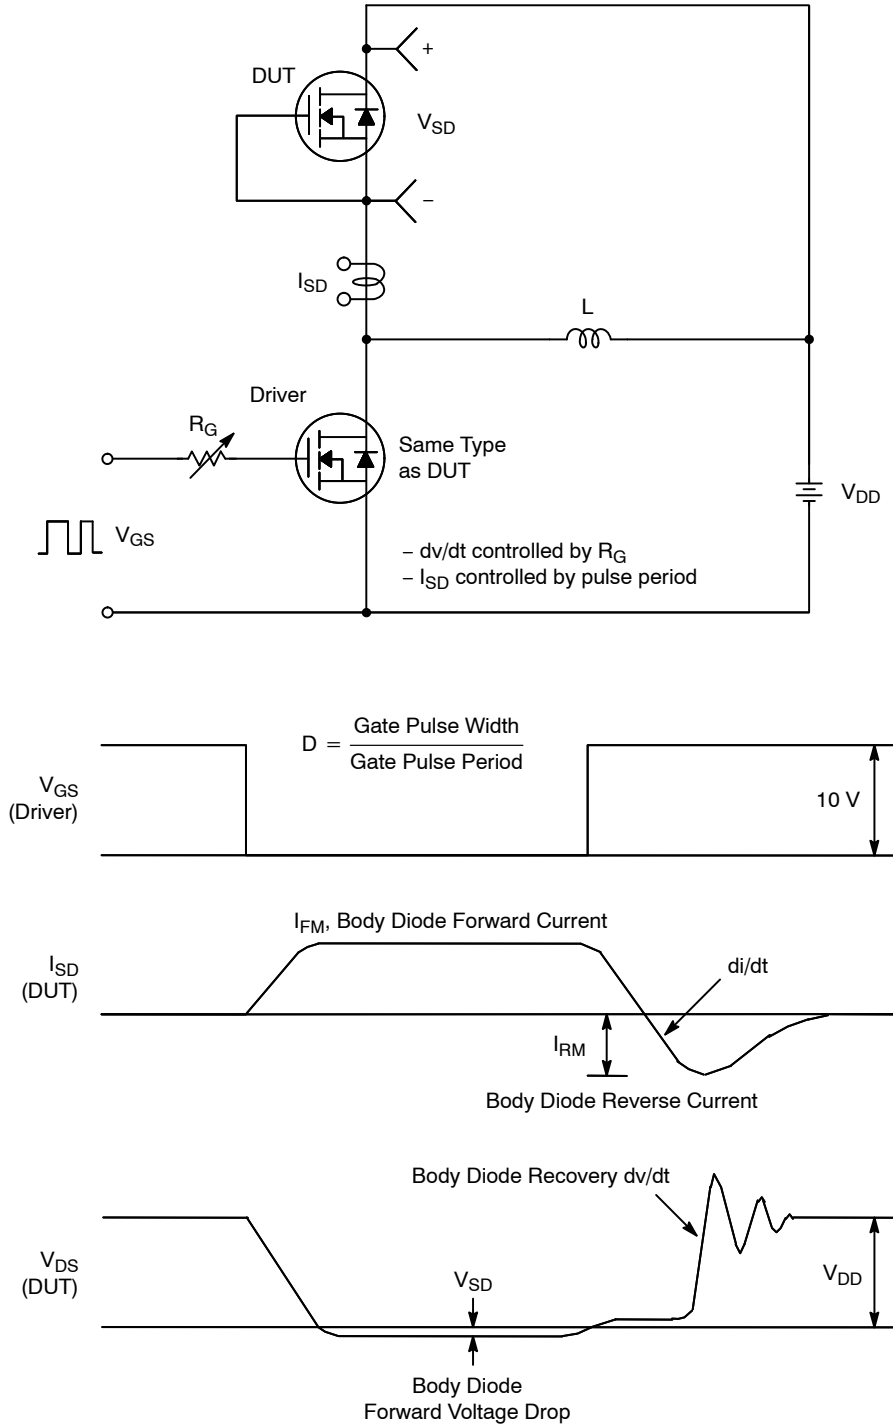 +
DUT
V_SD
−
I_SD
L
Driver
R_G
Same Type
as DUT
V_DD
V_GS
− dv/dt controlled by R_G
− I_SD controlled by pulse period
D = Gate Pulse Width
Gate Pulse Period
V_GS
(Driver)
10 V
I_FM, Body Diode Forward Current
I_SD
(DUT)
di/dt
I_RM
Body Diode Reverse Current
Body Diode Recovery dv/dt
V_DS
(DUT)
V_SD
V_DD
Body Diode
Forward Voltage Drop